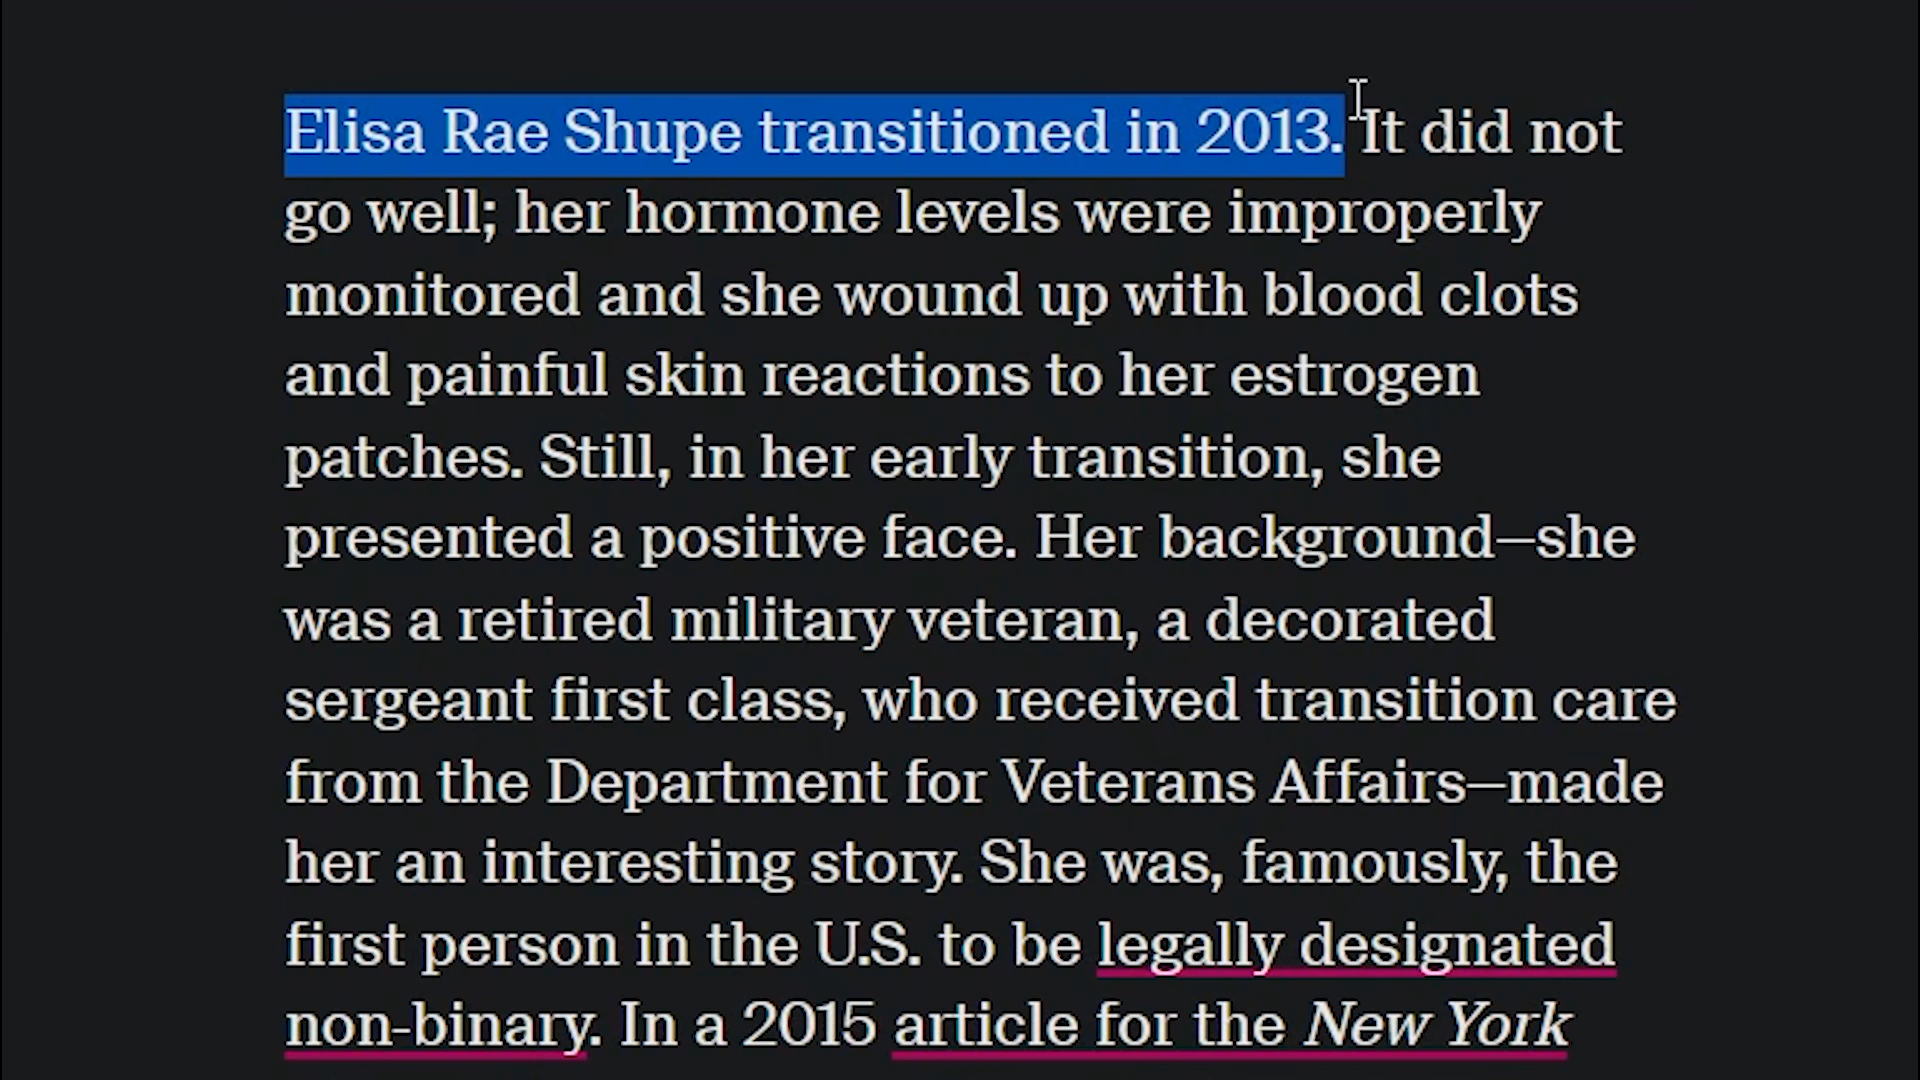 Elisa Rae Shupe transitioned in 2013. It did not
go well; her hormone levels were improperly
monitored and she wound up with blood clots
and painful skin reactions to her estrogen
patches. Still, in her early transition, she
presented a positive face. Her background—she
was a retired military veteran, a decorated
sergeant first class, who received transition care
from the Department for Veterans Affairs—made
her an interesting story. She was, famously, the
first person in the U.S. to be legally designated
non-binary. In a 2015 article for the New York